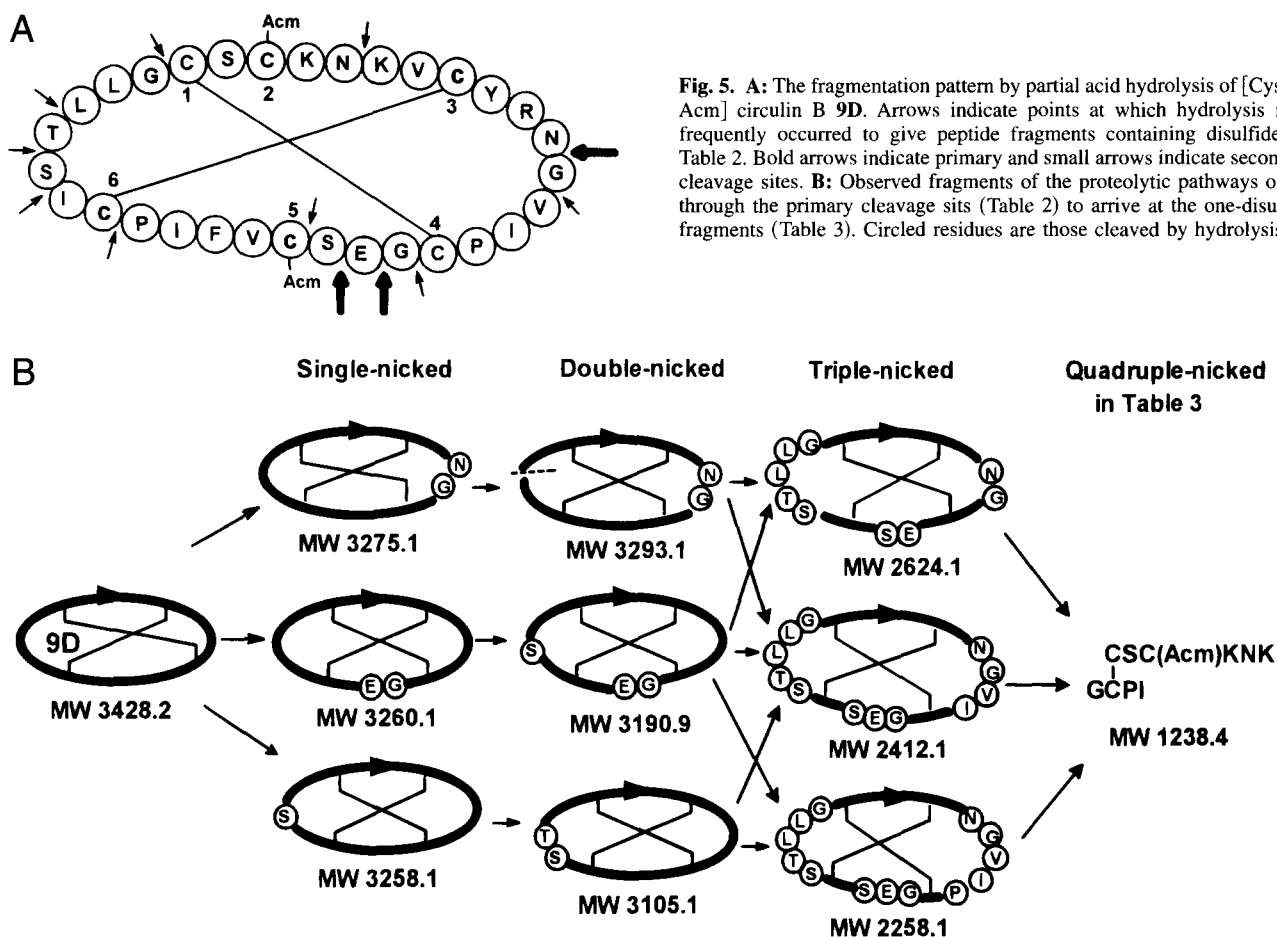 A
Acm
T L L G C S C K N K V C Y R N
1 2 3
S I C P I F V C S E G C P I V G
6 5 4
Acm
Fig. 5. A: The fragmentation pattern by partial acid hydrolysis of [Cys
Acm] circulin B 9D. Arrows indicate points at which hydrolysis
frequently occurred to give peptide fragments containing disulfide
Table 2. Bold arrows indicate primary and small arrows indicate secon
cleavage sites. B: Observed fragments of the proteolytic pathways o
through the primary cleavage sits (Table 2) to arrive at the one-disu
fragments (Table 3). Circled residues are those cleaved by hydrolysis
B
Single-nicked
Double-nicked
Triple-nicked
Quadruple-nicked
in Table 3
N G
MW 3275.1
N G
MW 3293.1
G L L T S S E N G
MW 2624.1
9D
MW 3428.2
E G
MW 3260.1
S E G
MW 3190.9
G L L T S S E G I V G N
MW 2412.1
CSC(Acm)KNK
GCPI
MW 1238.4
S
MW 3258.1
T S
MW 3105.1
G L L T S S E G P I V G N
MW 2258.1